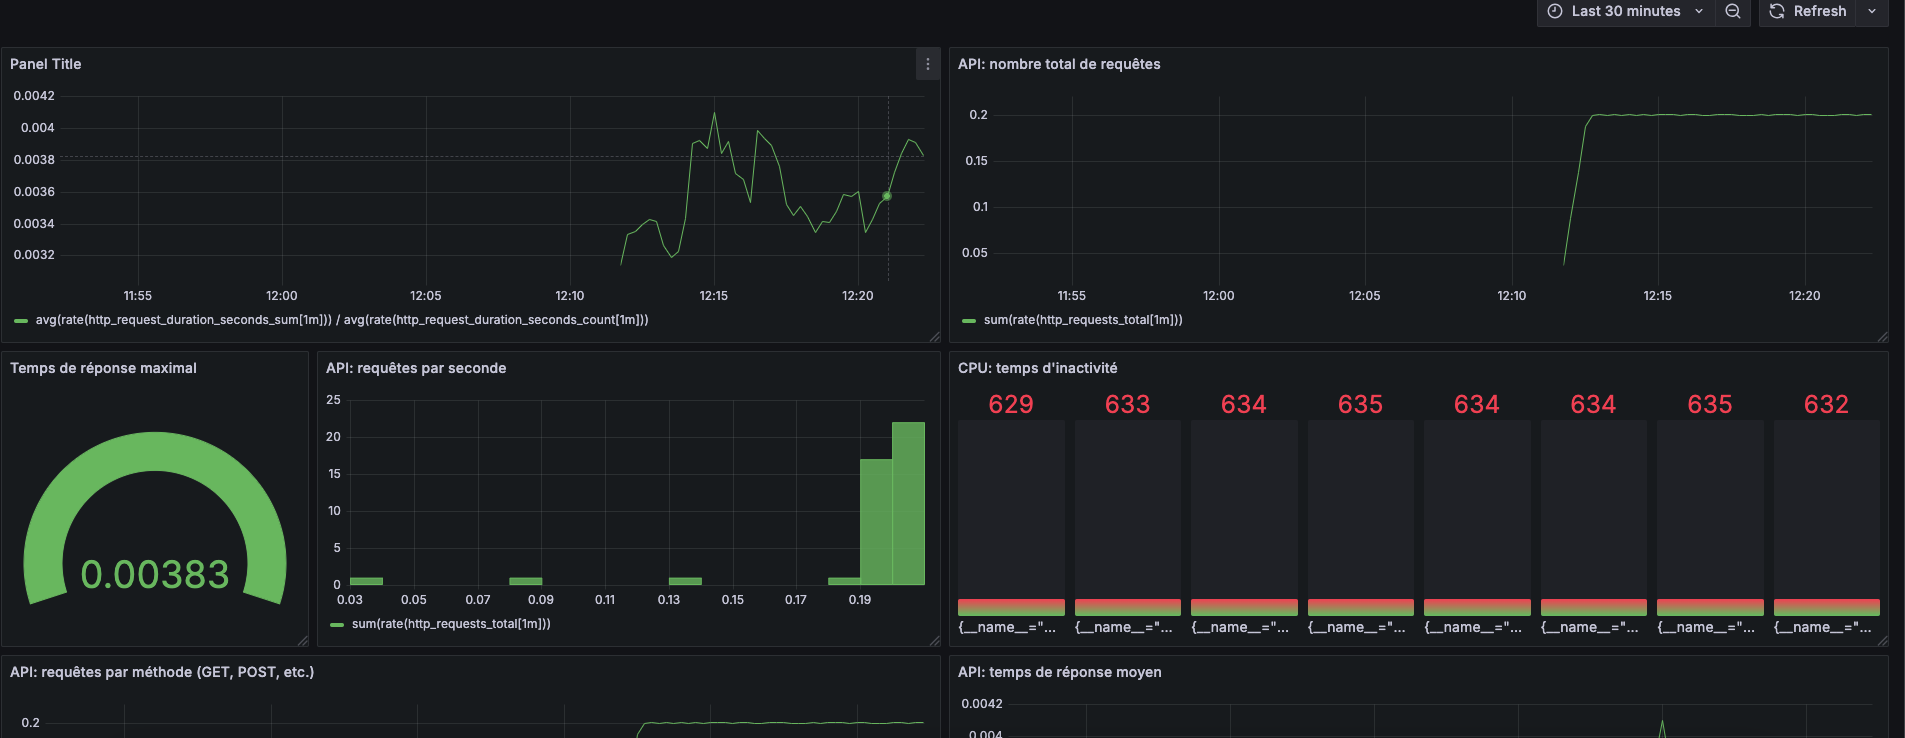 Last 30 minutes
Refresh
Panel Title
0.0042
0.004
0.0038
0.0036
0.0034
0.0032
11:55 12:00 12:05 12:10 12:15 12:20
avg(rate(http_request_duration_seconds_sum[1m])) / avg(rate(http_request_duration_seconds_count[1m]))
API: nombre total de requêtes
0.2
0.15
0.1
0.05
11:55 12:00 12:05 12:10 12:15 12:20
sum(rate(http_requests_total[1m]))
Temps de réponse maximal
0.00383
API: requêtes par seconde
25
20
15
10
5
0
0.03 0.05 0.07 0.09 0.11 0.13 0.15 0.17 0.19
sum(rate(http_requests_total[1m]))
CPU: temps d'inactivité
629 633 634 635 634 634 635 632
{__name__="... {__name__="... {__name__="... {__name__="... {__name__="... {__name__="... {__name__="... {__name__="...
API: requêtes par méthode (GET, POST, etc.)
0.2
API: temps de réponse moyen
0.0042
0.004